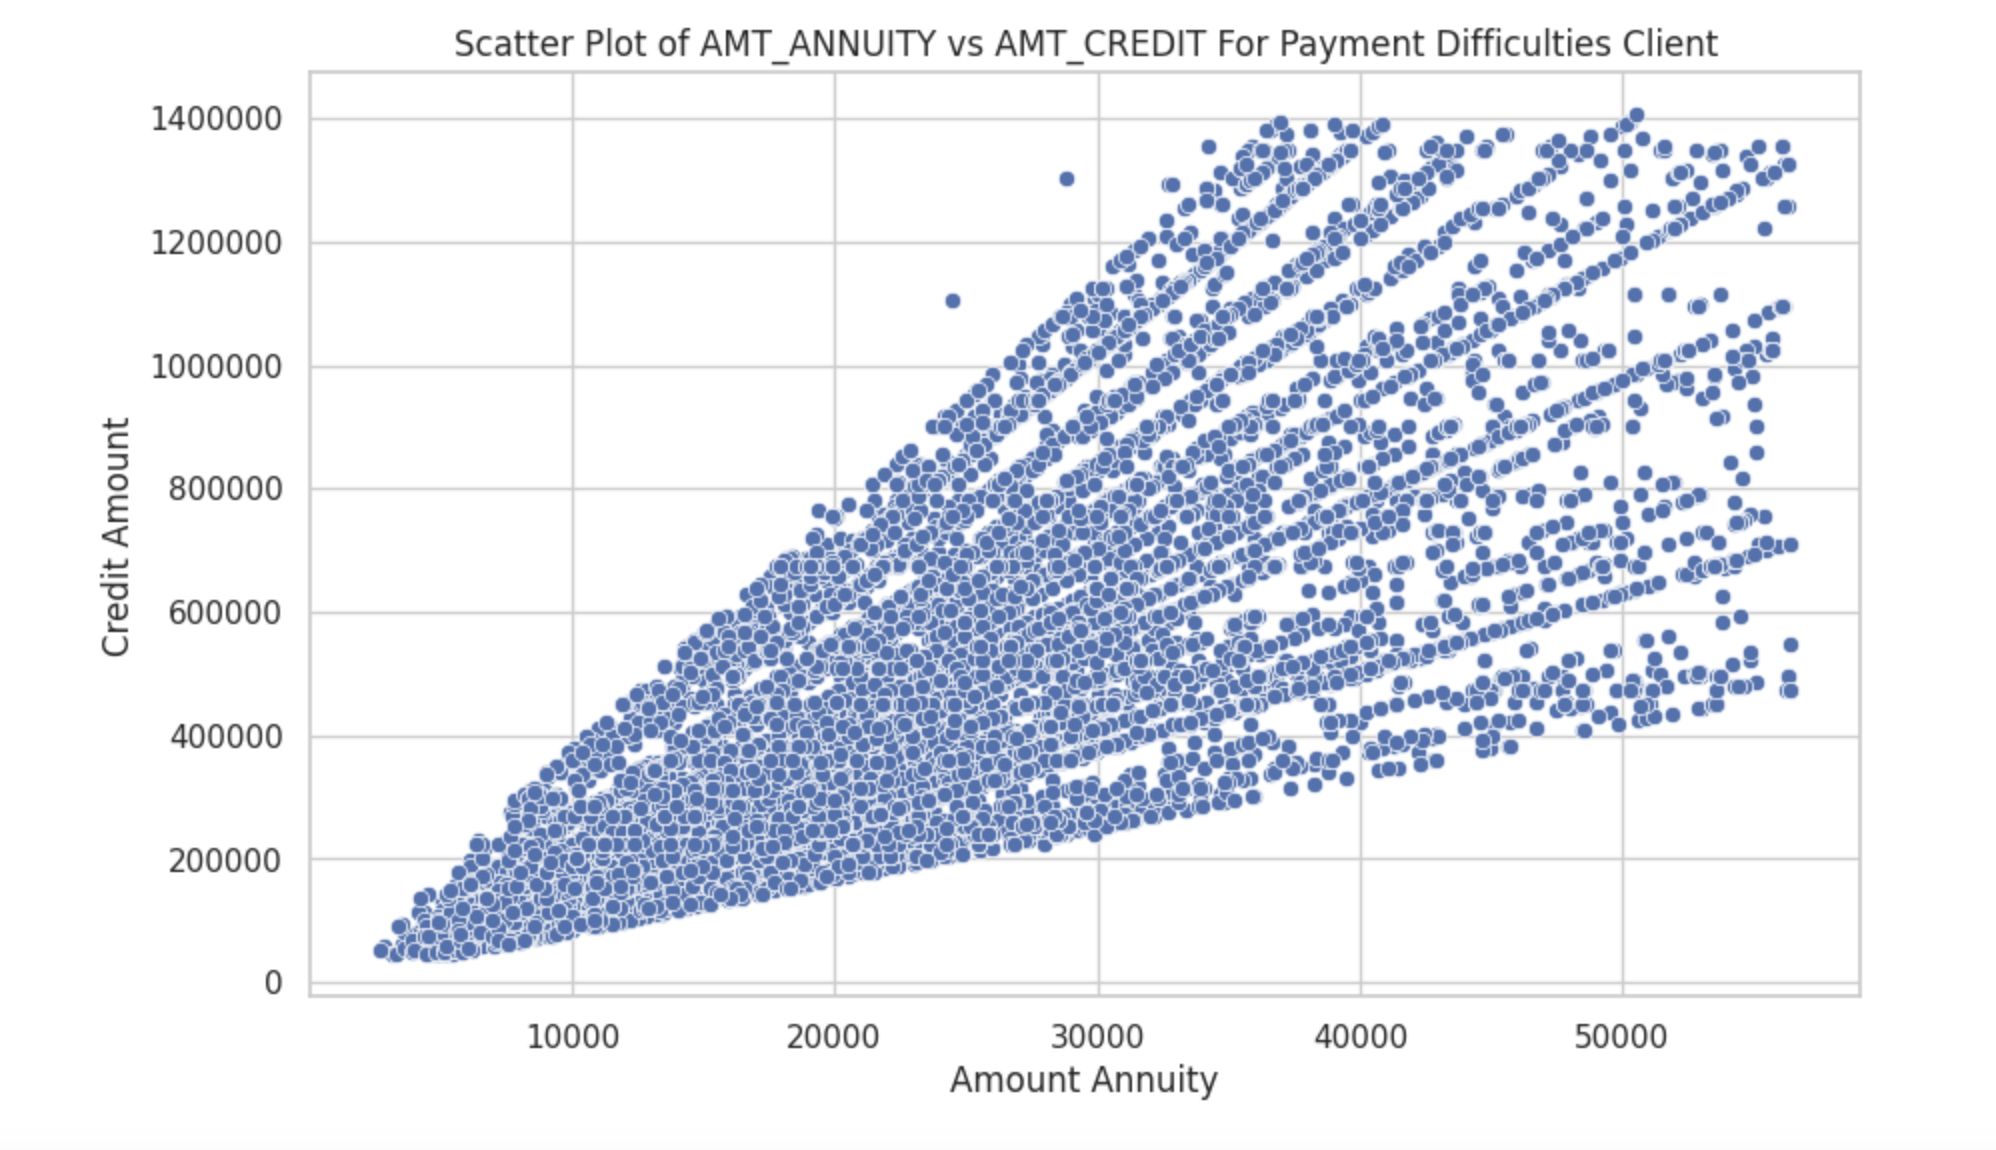 Scatter Plot of AMT_ANNUITY vs AMT_CREDIT For Payment Difficulties Client
1400000
1200000
1000000
800000
600000
400000
200000
0
Credit Amount
10000 20000 30000 40000 50000
Amount Annuity